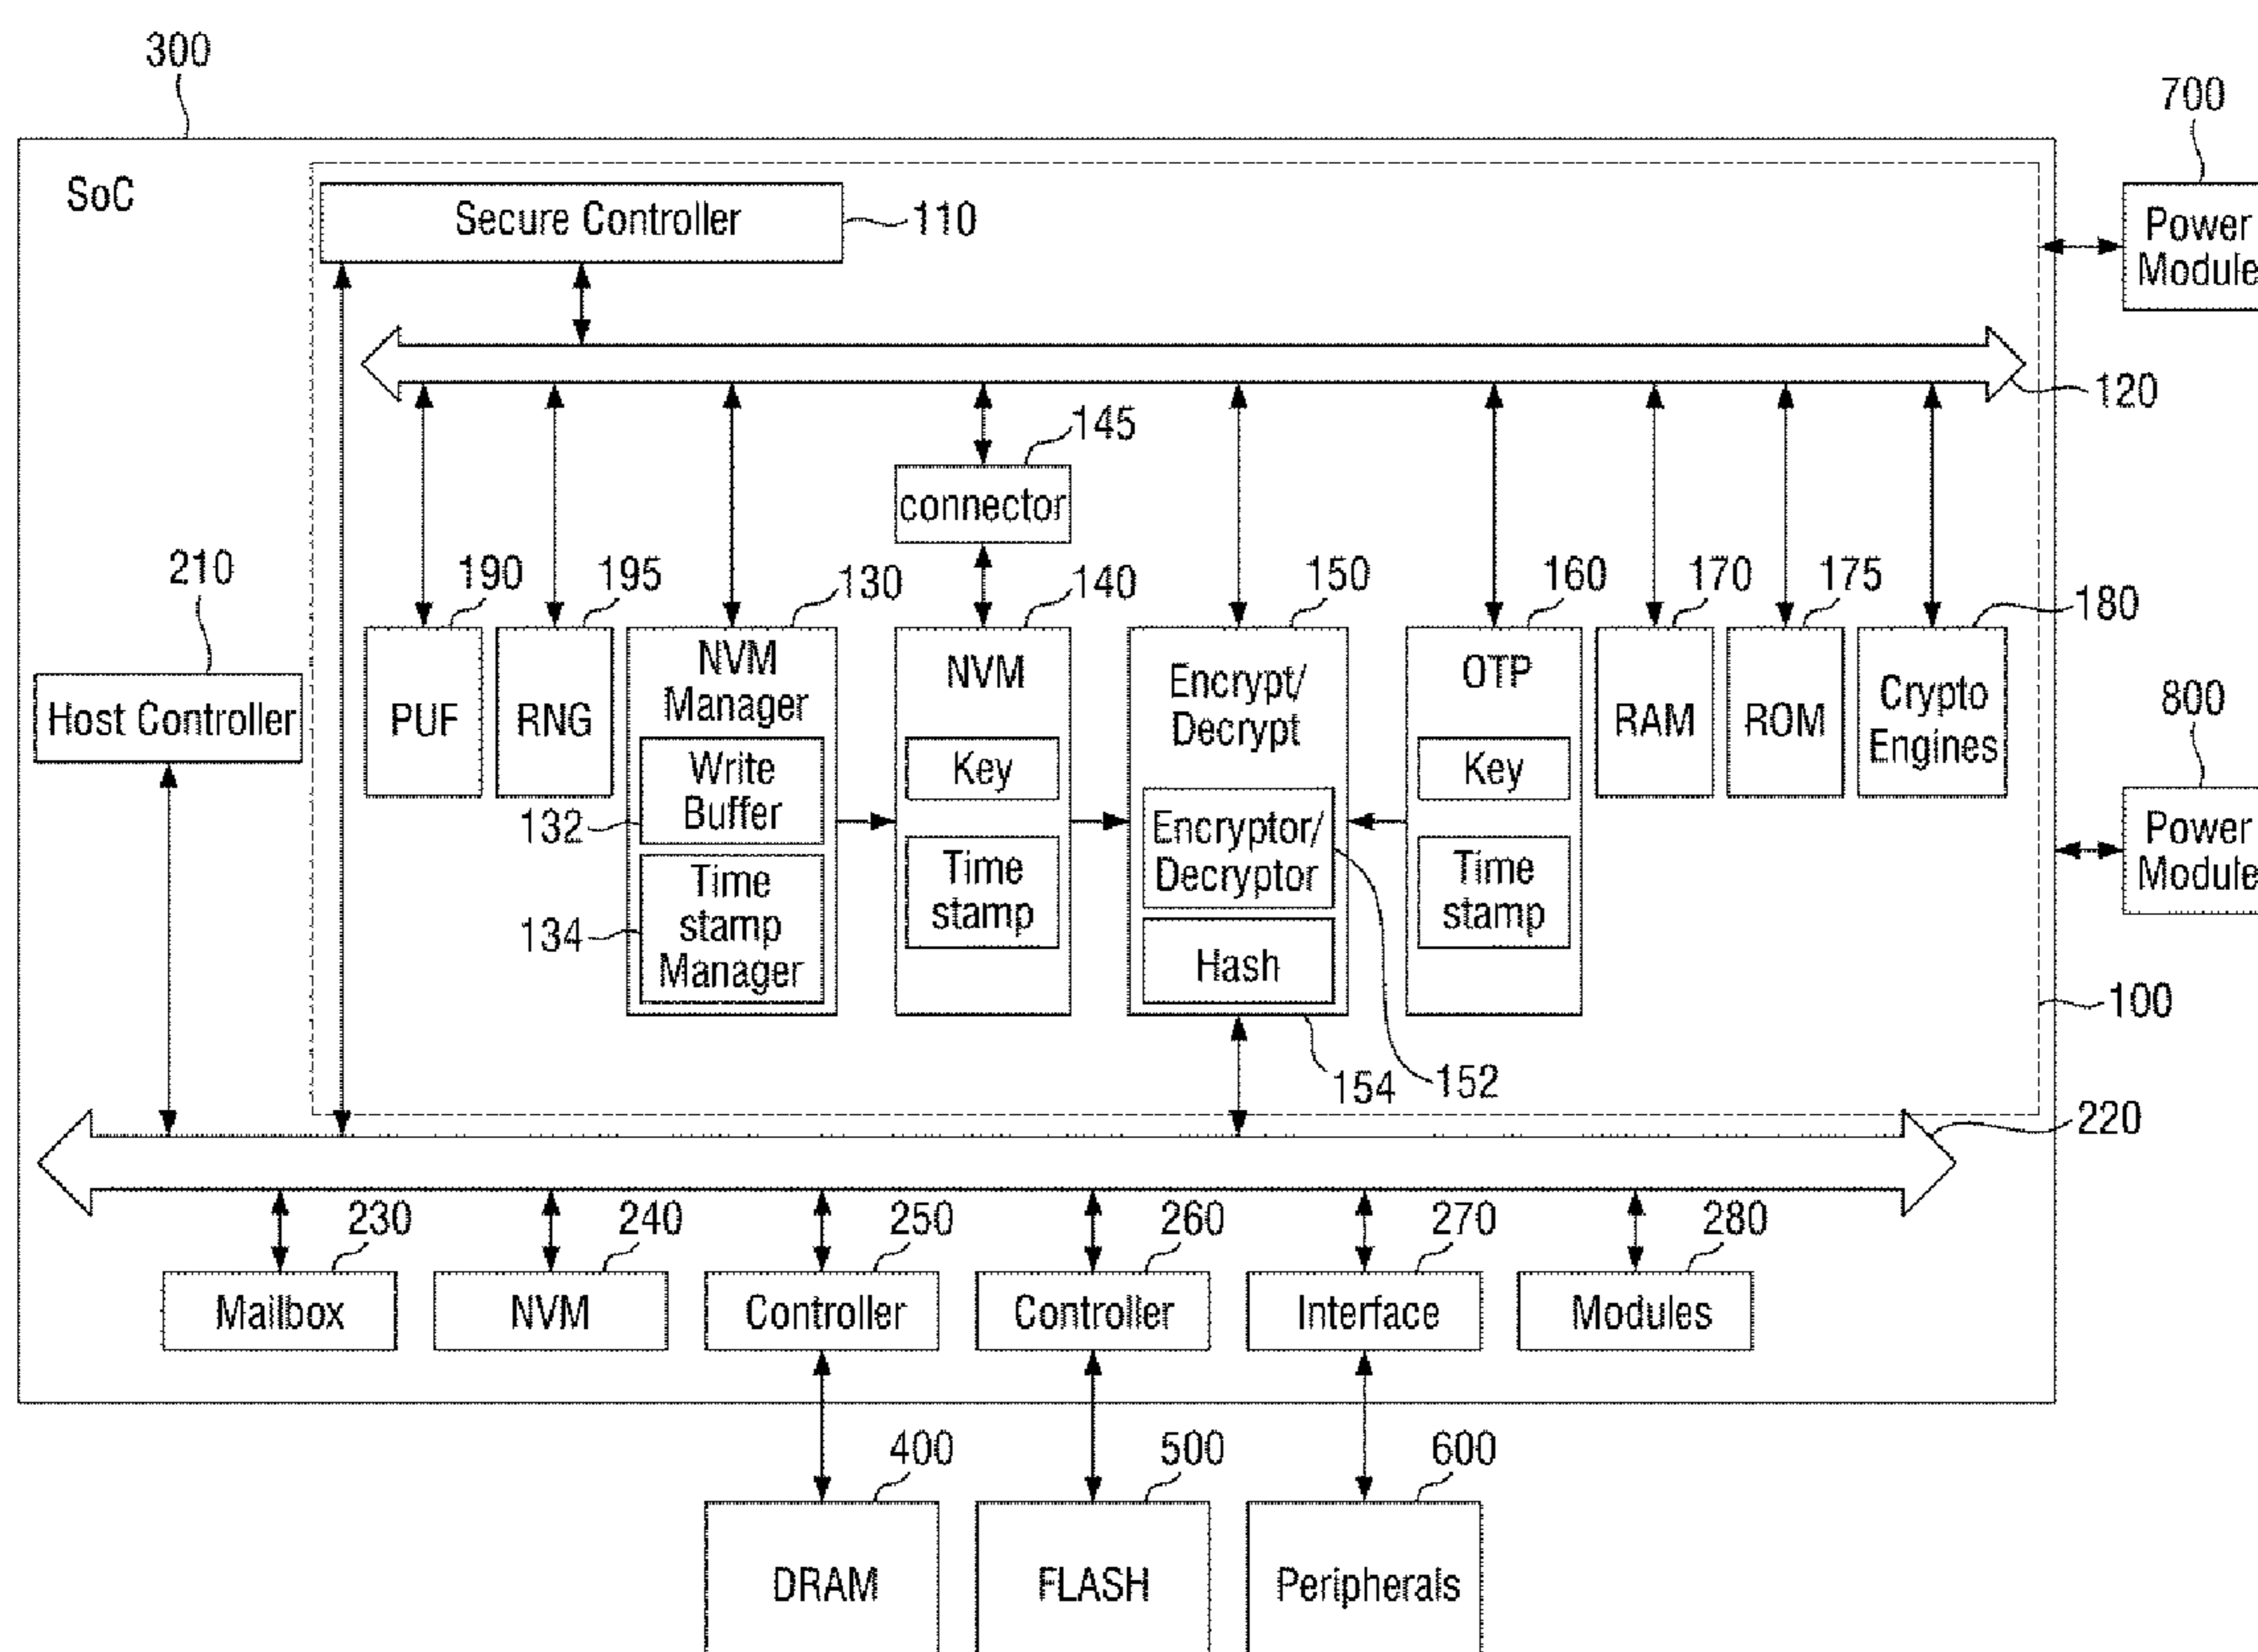 300
700
SoC
Secure Controller
110
Power
Module
120
145
connector
210
190
195
130
140
150
160
170
175
180
Host Controller
PUF
RNG
NVM
Manager
Write
Buffer
132
Time
stamp
Manager
134
NVM
Key
Time
stamp
Encrypt/
Decrypt
Encryptor/
Decryptor
Hash
OTP
Key
Time
stamp
RAM
ROM
Crypto
Engines
800
Power
Module
100
154
152
220
230
240
250
260
270
280
Mailbox
NVM
Controller
Controller
Interface
Modules
400
500
600
DRAM
FLASH
Peripherals